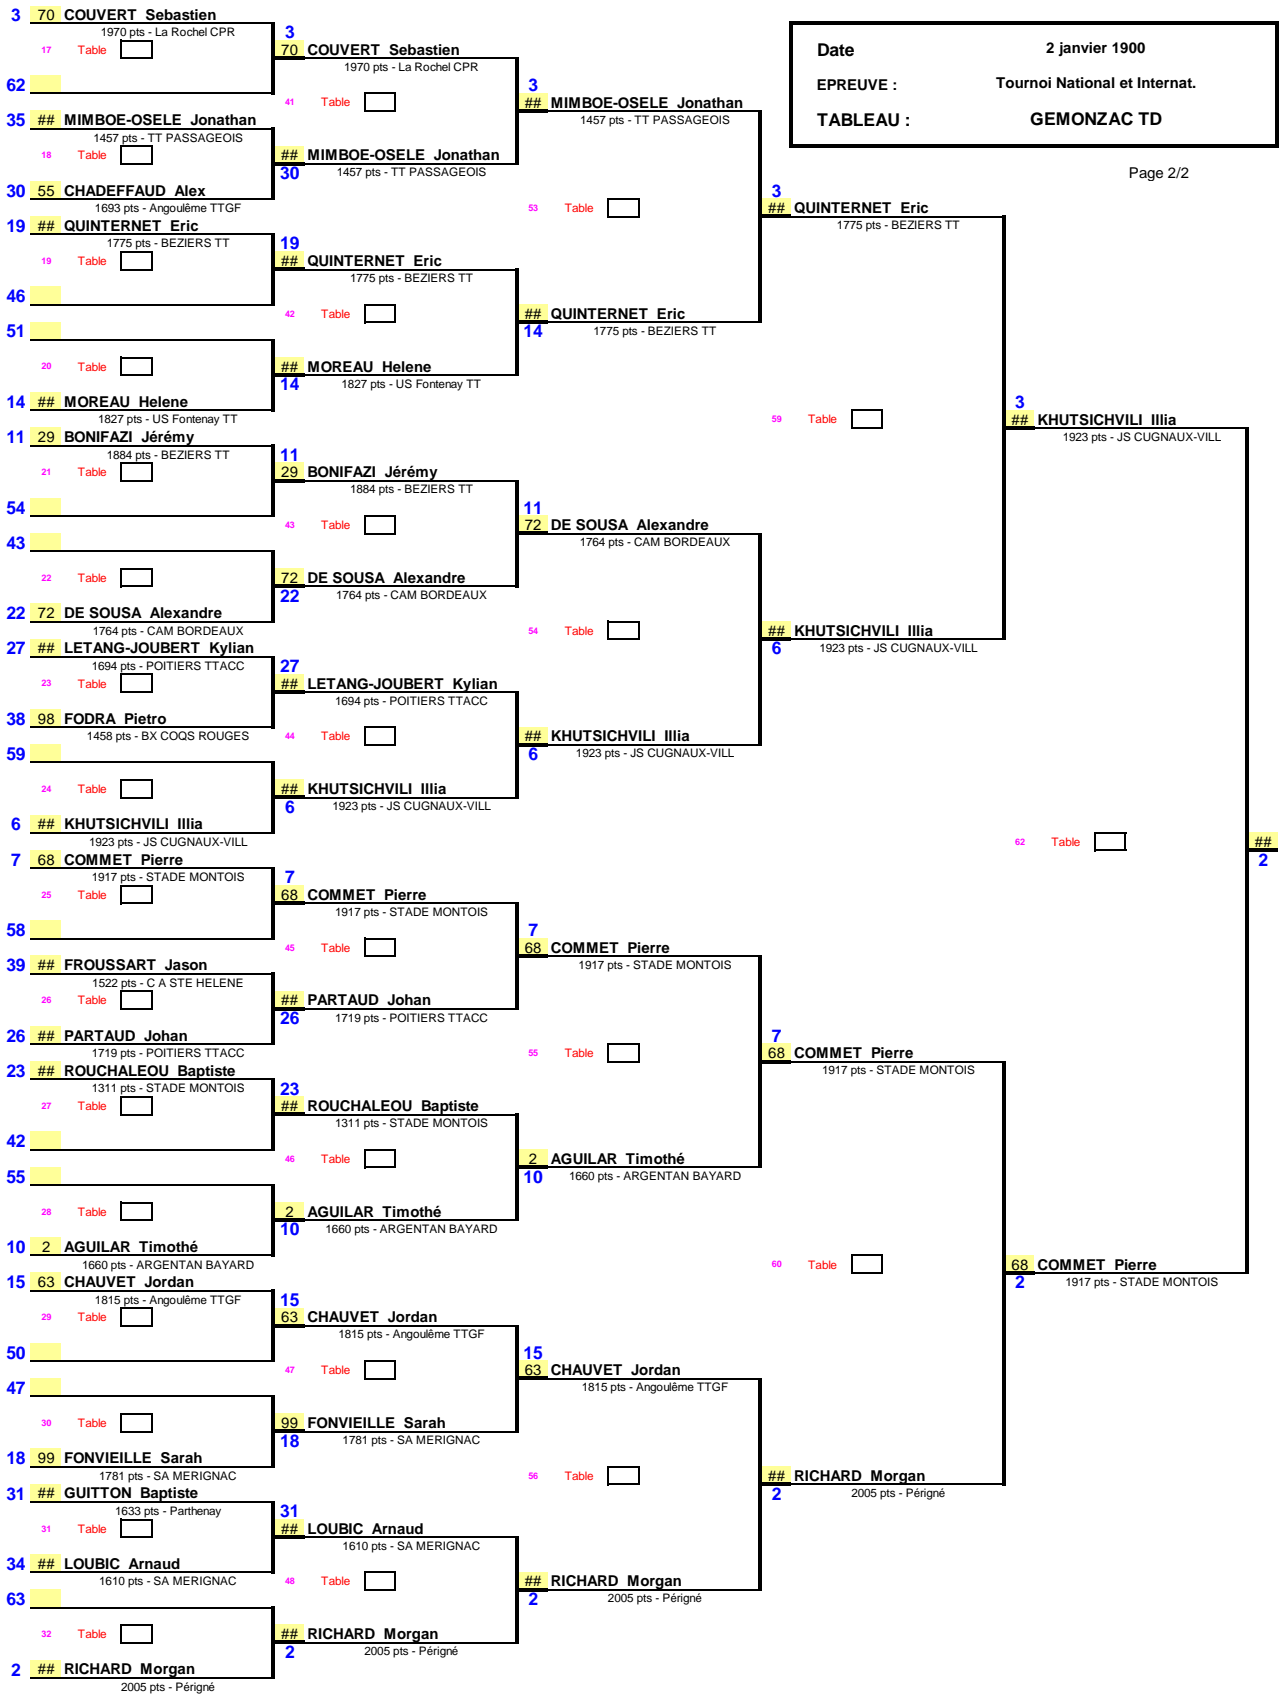 3 70 COUVERT Sebastien
1970 pts - La Rochel CPR
17 Table
62
35 ## MIMBOE-OSELE Jonathan
1457 pts - TT PASSAGEOIS
18 Table
30 55 CHADEFFAUD Alex
1693 pts - Angoulême TTGF
19 ## QUINTERNET Eric
1775 pts - BEZIERS TT
19 Table
46
51
20 Table
14 ## MOREAU Helene
1827 pts - US Fontenay TT
11 29 BONIFAZI Jérémy
1884 pts - BEZIERS TT
21 Table
54
43
22 Table
22 72 DE SOUSA Alexandre
1764 pts - CAM BORDEAUX
27 ## LETANG-JOUBERT Kylian
1694 pts - POITIERS TTACC
23 Table
38 98 FODRA Pietro
1458 pts - BX COQS ROUGES
59
24 Table
6 ## KHUTSICHVILI Illia
1923 pts - JS CUGNAUX-VILL
7 68 COMMET Pierre
1917 pts - STADE MONTOIS
25 Table
58
39 ## FROUSSART Jason
1522 pts - C A STE HELENE
26 Table
26 ## PARTAUD Johan
1719 pts - POITIERS TTACC
23 ## ROUCHALEOU Baptiste
1311 pts - STADE MONTOIS
27 Table
42
55
28 Table
10 2 AGUILAR Timothé
1660 pts - ARGENTAN BAYARD
15 63 CHAUVET Jordan
1815 pts - Angoulême TTGF
29 Table
50
47
30 Table
18 99 FONVIEILLE Sarah
1781 pts - SA MERIGNAC
31 ## GUITTON Baptiste
1633 pts - Parthenay
31 Table
34 ## LOUBIC Arnaud
1610 pts - SA MERIGNAC
63
32 Table
2 ## RICHARD Morgan
2005 pts - Périgné
3
70 COUVERT Sebastien
1970 pts - La Rochel CPR
41 Table
## MIMBOE-OSELE Jonathan
30 1457 pts - TT PASSAGEOIS
19
## QUINTERNET Eric
1775 pts - BEZIERS TT
42 Table
## MOREAU Helene
14 1827 pts - US Fontenay TT
11
29 BONIFAZI Jérémy
1884 pts - BEZIERS TT
43 Table
72 DE SOUSA Alexandre
22 1764 pts - CAM BORDEAUX
27
## LETANG-JOUBERT Kylian
1694 pts - POITIERS TTACC
44 Table
## KHUTSICHVILI Illia
6 1923 pts - JS CUGNAUX-VILL
7
68 COMMET Pierre
1917 pts - STADE MONTOIS
45 Table
## PARTAUD Johan
26 1719 pts - POITIERS TTACC
23
## ROUCHALEOU Baptiste
1311 pts - STADE MONTOIS
46 Table
2 AGUILAR Timothé
10 1660 pts - ARGENTAN BAYARD
15
63 CHAUVET Jordan
1815 pts - Angoulême TTGF
47 Table
99 FONVIEILLE Sarah
18 1781 pts - SA MERIGNAC
31
## LOUBIC Arnaud
1610 pts - SA MERIGNAC
48 Table
## RICHARD Morgan
2 2005 pts - Périgné
3
## MIMBOE-OSELE Jonathan
1457 pts - TT PASSAGEOIS
53 Table
## QUINTERNET Eric
14 1775 pts - BEZIERS TT
11
72 DE SOUSA Alexandre
1764 pts - CAM BORDEAUX
54 Table
## KHUTSICHVILI Illia
6 1923 pts - JS CUGNAUX-VILL
7
68 COMMET Pierre
1917 pts - STADE MONTOIS
55 Table
2 AGUILAR Timothé
10 1660 pts - ARGENTAN BAYARD
15
63 CHAUVET Jordan
1815 pts - Angoulême TTGF
56 Table
## RICHARD Morgan
2 2005 pts - Périgné
3
## QUINTERNET Eric
1775 pts - BEZIERS TT
59 Table
## KHUTSICHVILI Illia
6 1923 pts - JS CUGNAUX-VILL
7
68 COMMET Pierre
1917 pts - STADE MONTOIS
60 Table
## RICHARD Morgan
2 2005 pts - Périgné
Date 2 janvier 1900
EPREUVE : Tournoi National et Internat.
TABLEAU : GEMONZAC TD
Page 2/2
3
## KHUTSICHVILI Illia
1923 pts - JS CUGNAUX-VILL
62 Table
68 COMMET Pierre
2 1917 pts - STADE MONTOIS
##
2